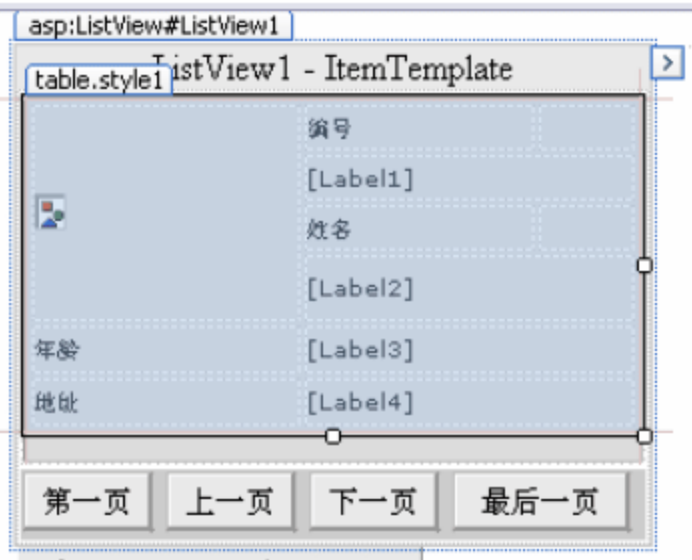 asp:ListView#ListView1
ListView1 - ItemTemplate
table.style1
编号
[Label1]
姓名
[Label2]
年龄 [Label3]
地址 [Label4]
第一页 上一页 下一页 最后一页